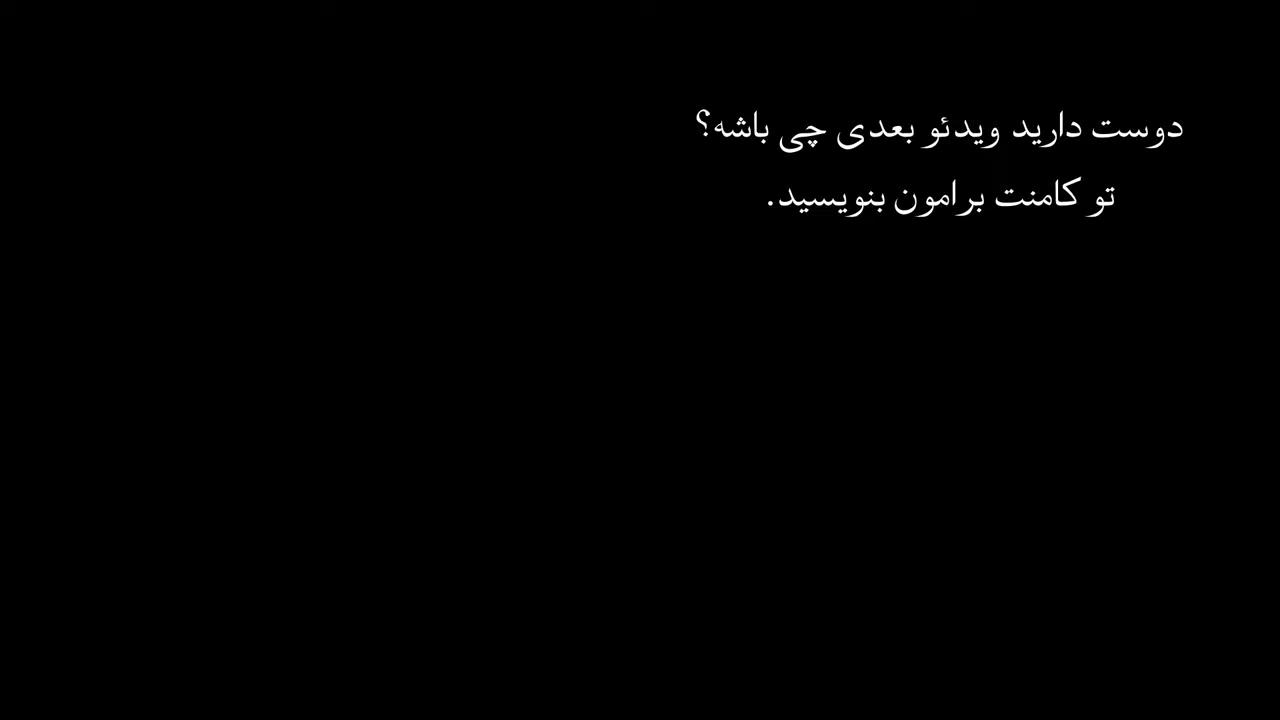 دوست دارید ویدئو بعدی چی باشه؟
تو کامنت برامون بنویسید.